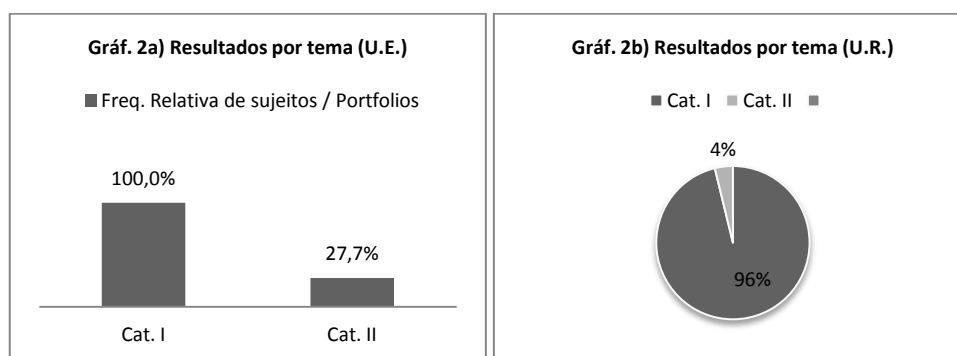 Gráf. 2a) Resultados por tema (U.E.)
Freq. Relativa de sujeitos / Portfolios
100,0%
27,7%
Cat. I
Cat. II
Gráf. 2b) Resultados por tema (U.R.)
Cat. I
Cat. II
4%
96%